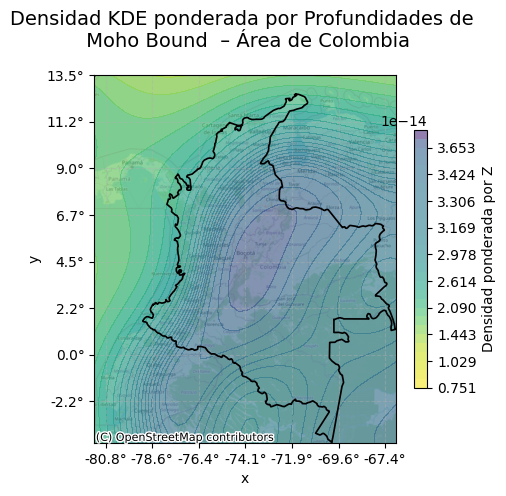 Densidad KDE ponderada por Profundidades de
Moho Bound – Área de Colombia
1e−14
13.5°
11.2°
9.0°
6.7°
4.5°
2.2°
0.0°
-2.2°
y
3.653
3.424
3.306
3.169
2.978
2.614
2.090
1.443
1.029
0.751
Densidad ponderada por Z
(C) OpenStreetMap contributors
-80.8° -78.6° -76.4° -74.1° -71.9° -69.6° -67.4°
x